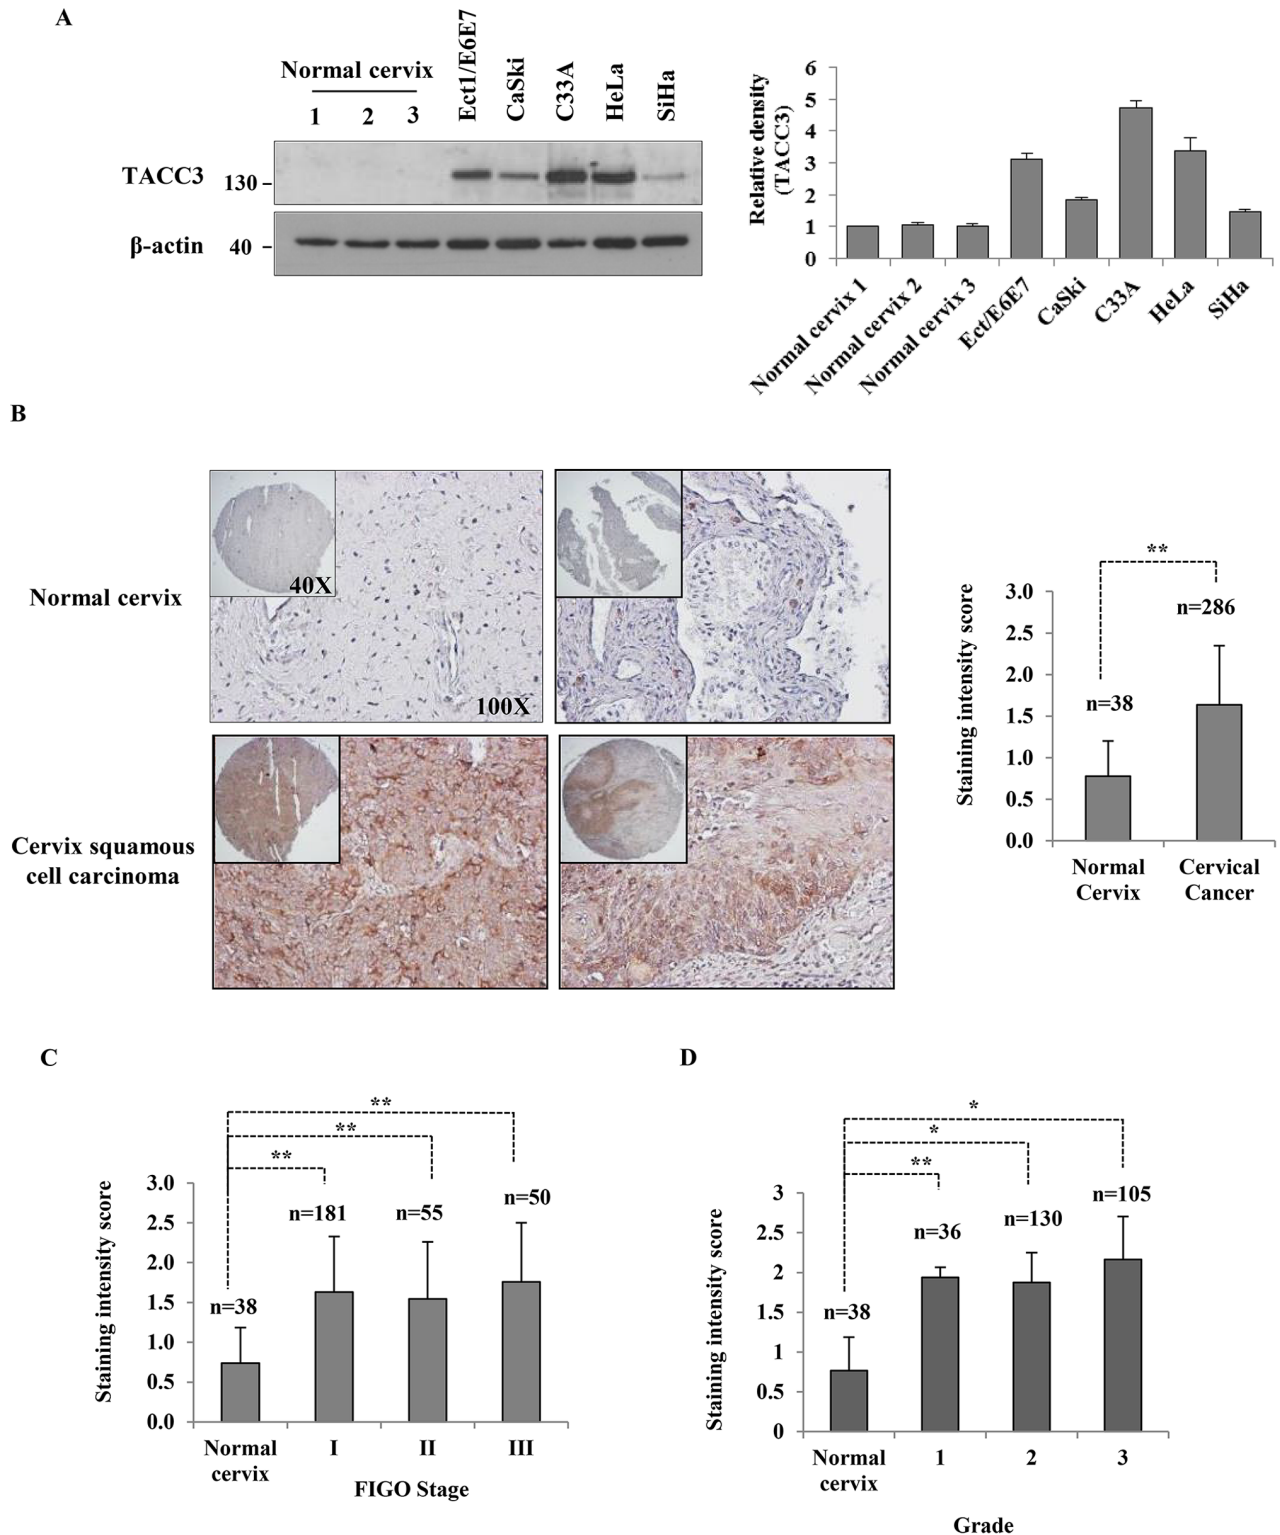 A
Normal cervix
1 2 3
Ect1/E6E7
CaSki
C33A
HeLa
SiHa
TACC3
130
β-actin
40
Relative density
(TACC3)
6
5
4
3
2
1
0
Normal cervix 1
Normal cervix 2
Normal cervix 3
Ect/E6E7
CaSki
C33A
HeLa
SiHa
B
Normal cervix
40X
100X
Cervix squamous
cell carcinoma
Staining intensity score
3.0
2.5
2.0
1.5
1.0
0.5
0.0
**
n=38
n=286
Normal
Cervix
Cervical
Cancer
C
Staining intensity score
3.0
2.5
2.0
1.5
1.0
0.5
0.0
**
**
**
n=38
n=181
n=55
n=50
Normal
cervix
I
II
III
FIGO Stage
D
Staining intensity score
3
2.5
2
1.5
1
0.5
0
*
*
**
n=38
n=36
n=130
n=105
Normal
cervix
1
2
3
Grade